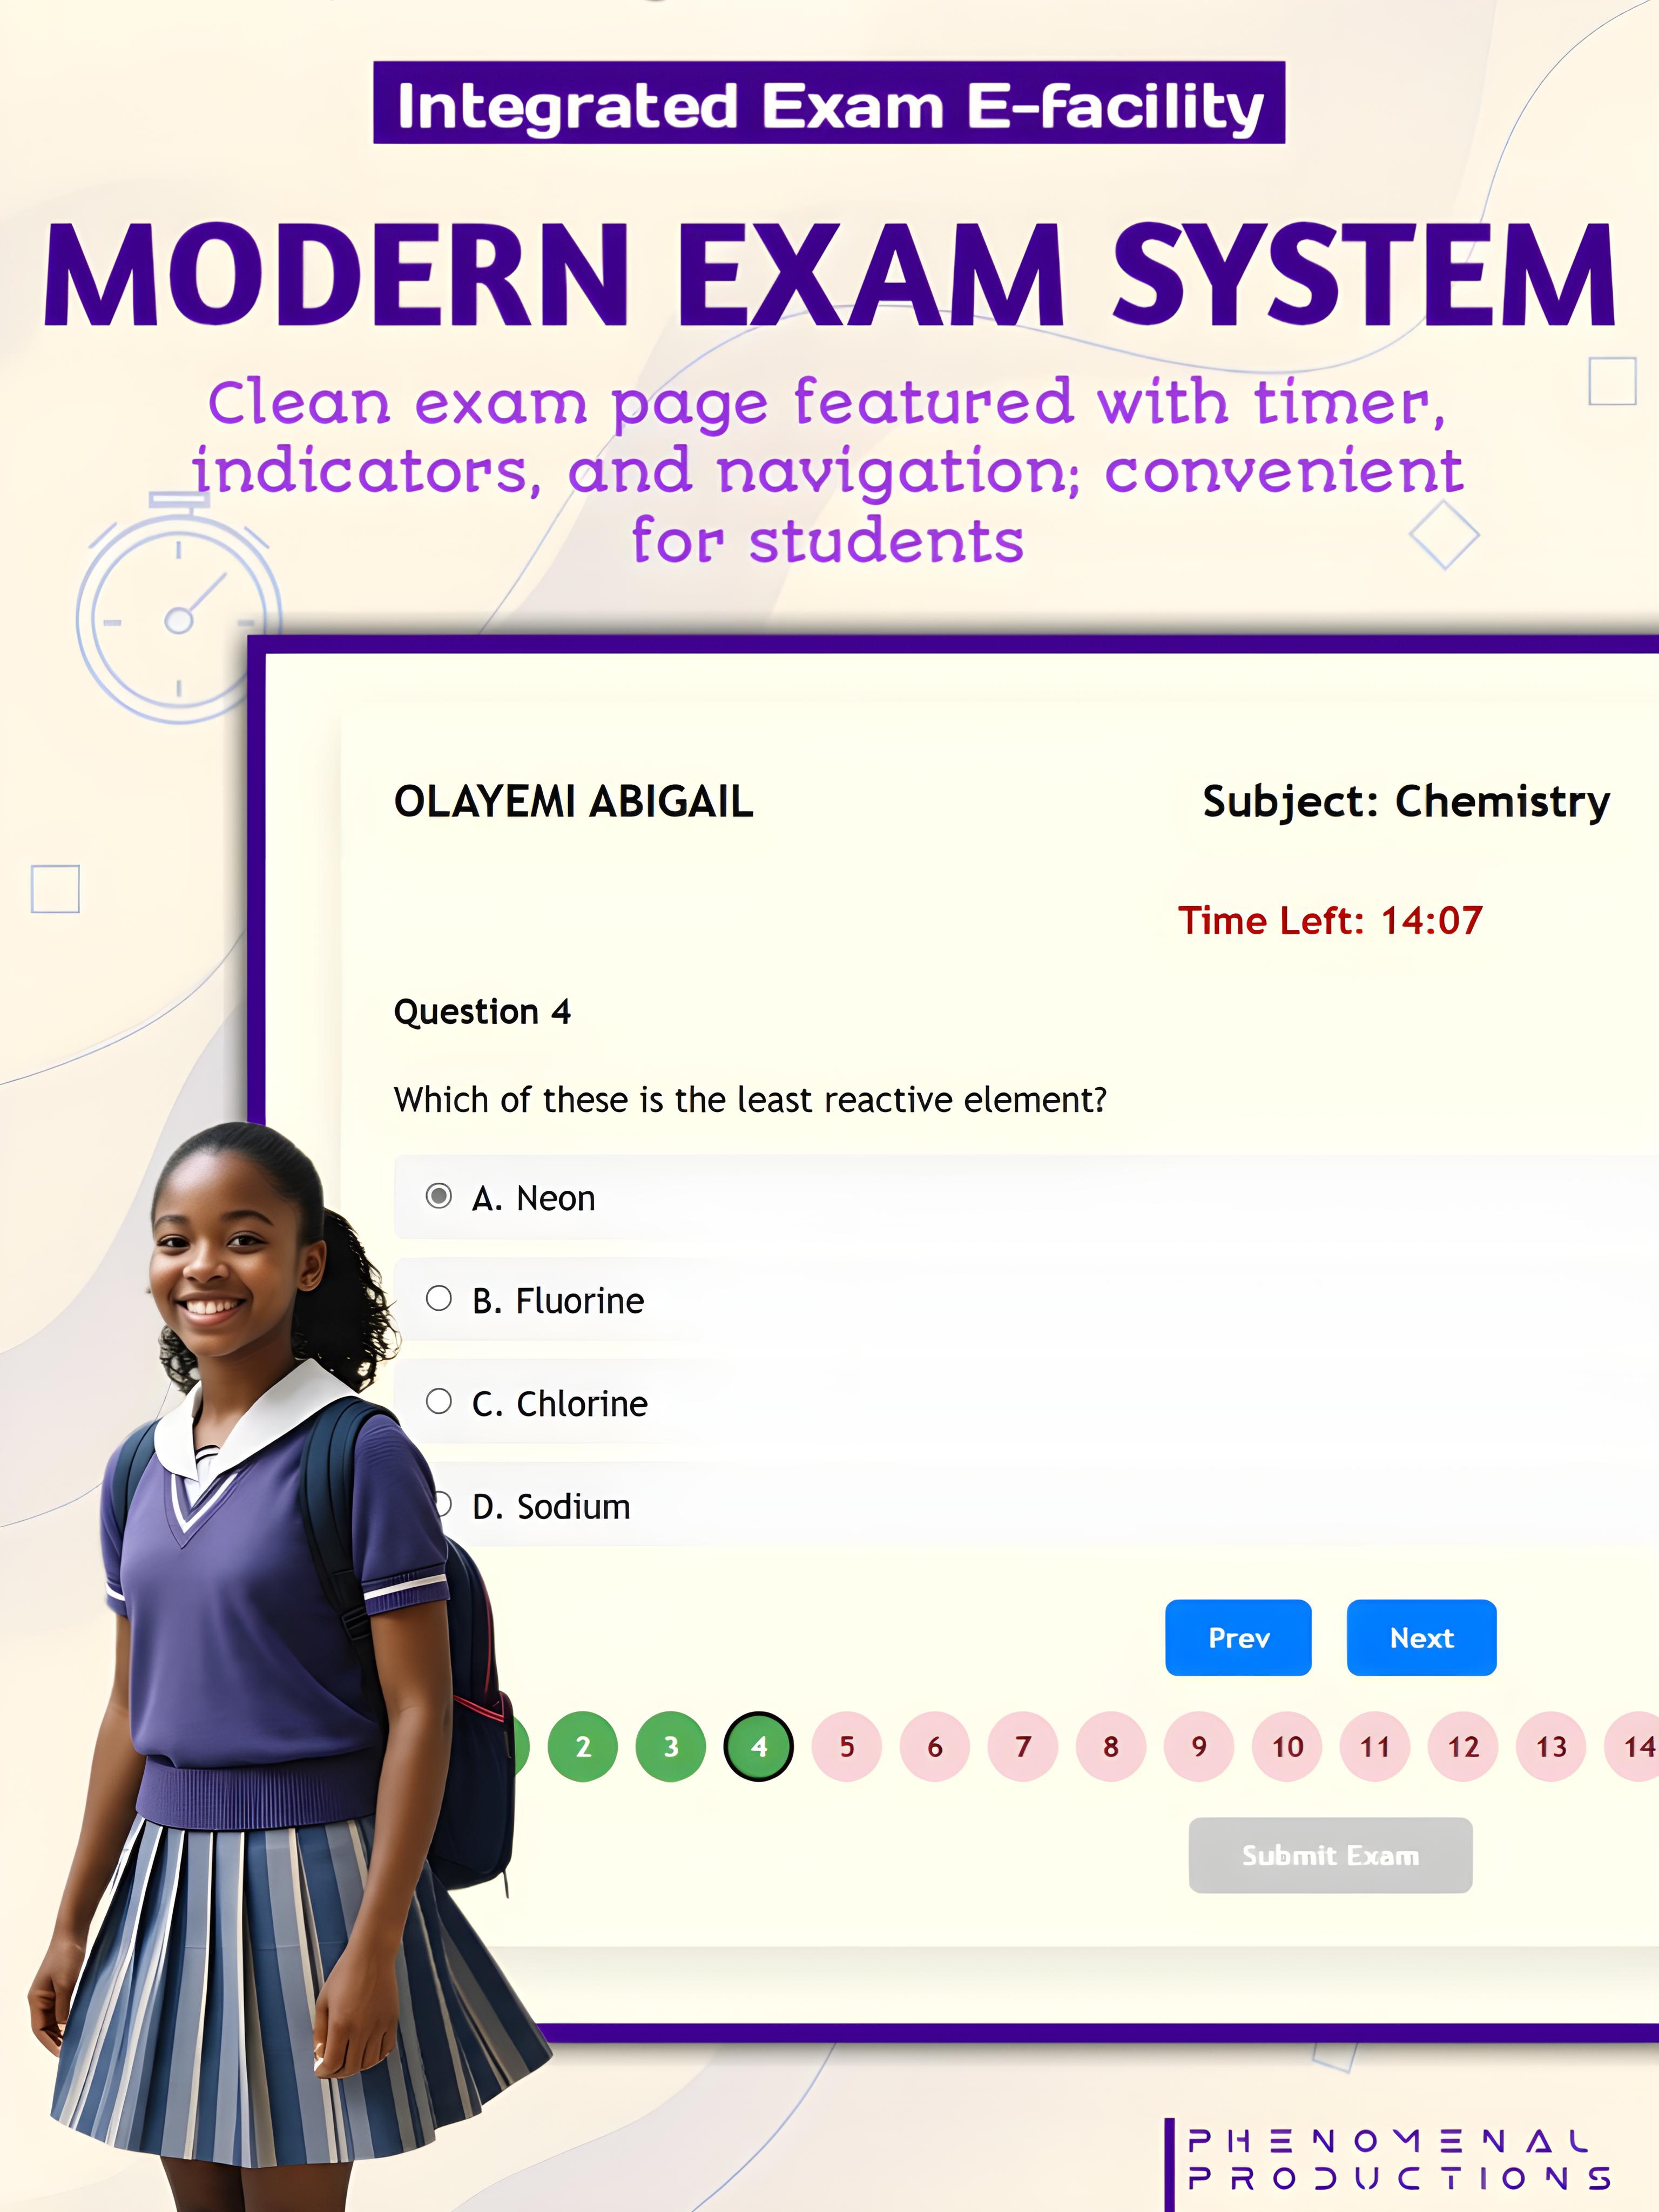 Integrated Exam E-facility
MODERN EXAM SYSTEM
Clean exam page featured with timer,
indicators, and navigation; convenient
for students
OLAYEMI ABIGAIL Subject: Chemistry
Time Left: 14:07
Question 4
Which of these is the least reactive element?
A. Neon
B. Fluorine
C. Chlorine
D. Sodium
Prev Next
2 3 4 5 6 7 8 9 10 11 12 13 14
Submit Exam
PHENOMENAL
PRODUCTIONS